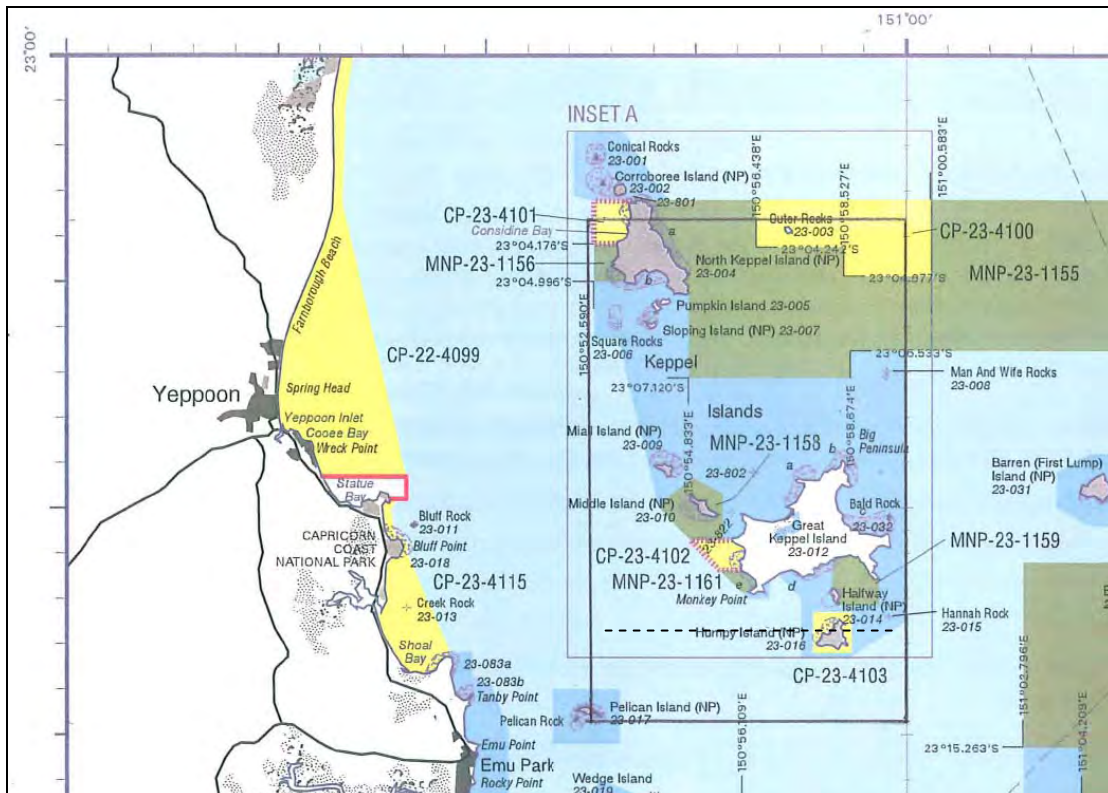 151°00'
23°00'
INSET A
Conical Rocks
23-001
Corroboree Island (NP)
23-002
23-801
CP-23-4101
Considine Bay
a
23°04.176'S
MNP-23-1156
23°04.996'S
b
North Keppel Island (NP)
23-004
150°56.438'E
150°58.527'E
151°00.583'E
Outer Rocks
23-003
23°04.242'S
CP-23-4100
MNP-23-1155
23°04.977'S
150°52.590'E
Pumpkin Island 23-005
Sloping Island (NP) 23-007
Square Rocks
23-006
Keppel
23°06.533'S
Man And Wife Rocks
23-008
23°07.120'S
Islands
Farnborough Beach
CP-22-4099
Yeppoon
Spring Head
Yeppoon Inlet
Cooee Bay
Wreck Point
Statue
Bay
Miall Island (NP)
23-009
150°54.833'E
MNP-23-1158
150°58.674'E
Big
Peninsula
b
a
23-802
Middle Island (NP)
23-010
23-822
Barren (First Lump)
Island (NP)
23-031
Bald Rock
23-032
c
Great
Keppel Island
23-012
Bluff Rock
23-011
Bluff Point
23-018
CAPRICORN
COAST
NATIONAL PARK
CP-23-4115
CP-23-4102
MNP-23-1161
Monkey Point
e
d
MNP-23-1159
Halfway
Island (NP)
23-014
Hannah Rock
23-015
Creek Rock
23-013
Humpy Island (NP)
23-016
CP-23-4103
Shoal
Bay
23-083a
23-083b
Tanby Point
Pelican Rock
Pelican Island (NP)
23-017
150°56.109'E
151°02.796'E
151°04.209'E
23°15.263'S
Emu Point
Emu Park
Rocky Point
Wedge Island
23-019